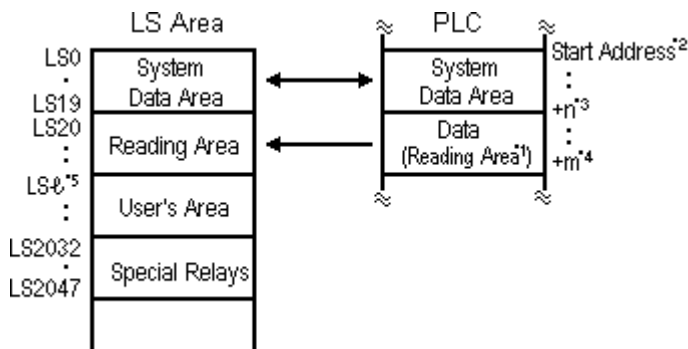 LS Area
PLC
LS0
System
Data Area
LS19
LS20
Reading Area
LS-ℓ*5
User's Area
LS2032
Special Relays
LS2047
System
Data Area
Data
(Reading Area*1)
Start Address*2
+n*3
+m*4